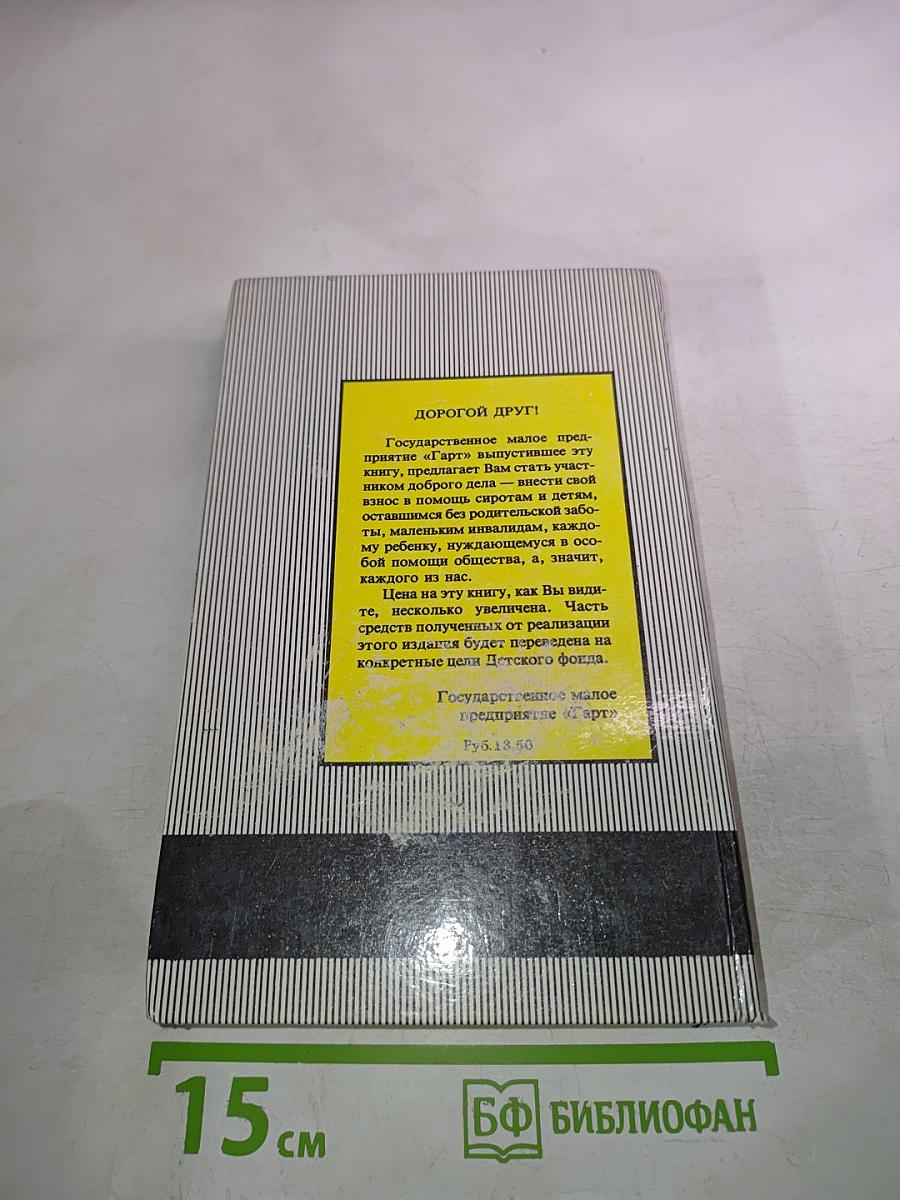 ДОРОГОЙ ДРУГ!
Государственное малое пред-
приятие «Гарт» выпустившее эту
книгу, предлагает Вам стать участ-
ником доброго дела — внести свой
взнос в помощь сиротам и детям,
оставшимся без родительской забо-
ты, маленьким инвалидам, каждо-
му ребенку, нуждающемуся в осо-
бой помощи общества, а, значит,
каждого из нас.
Цена на эту книгу, как Вы види-
те, несколько увеличена. Часть
средств полученных от реализации
этого издания будет переведена на
конкретные цели Детского фонда.
Государственное малое
предприятие «Гарт»
Руб.18.50
15 см
БФ БИБЛИОФАН